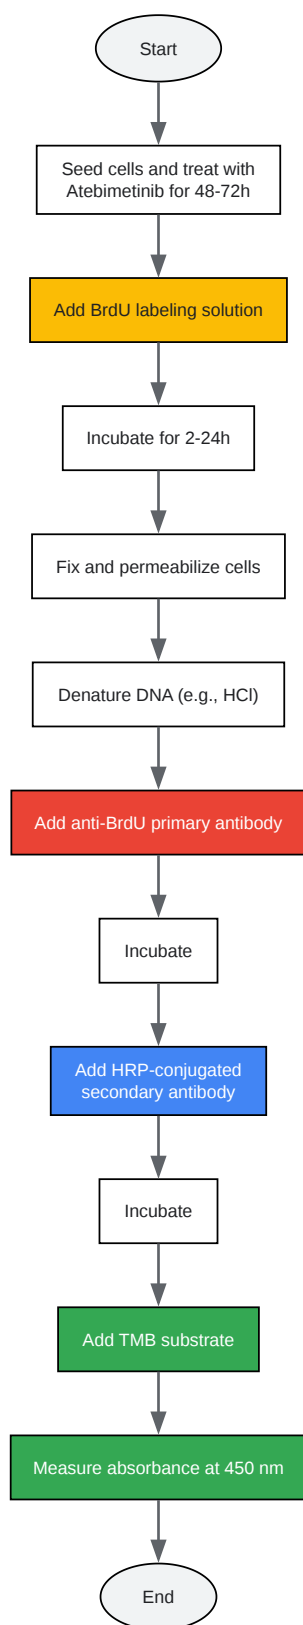 Start
Seed cells and treat with
Atebimetinib for 48-72h
Add BrdU labeling solution
Incubate for 2-24h
Fix and permeabilize cells
Denature DNA (e.g., HCl)
Add anti-BrdU primary antibody
Incubate
Add HRP-conjugated
secondary antibody
Incubate
Add TMB substrate
Measure absorbance at 450 nm
End